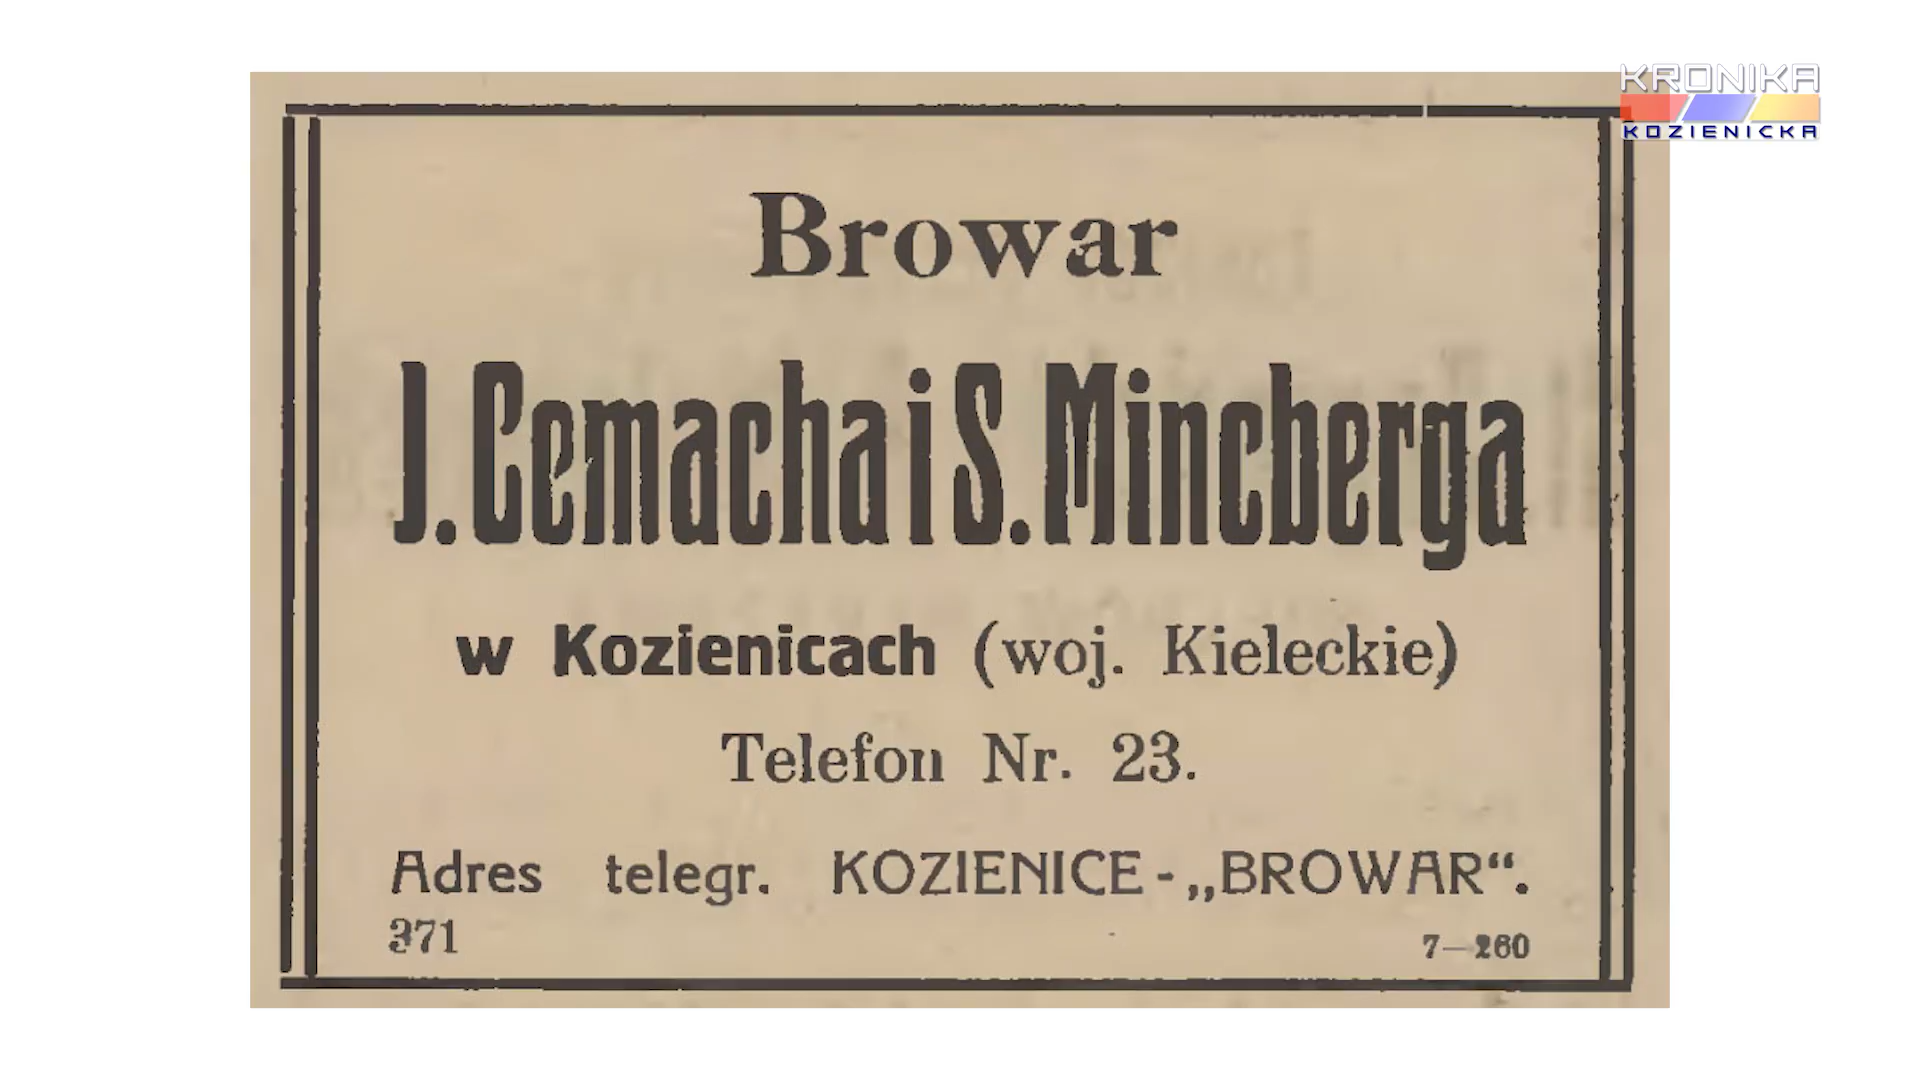 KRONIKA
KOZIENICKA
Browar
J. Cemacha i S. Mincberga
w Kozienicach (woj. Kieleckie)
Telefon Nr. 23.
Adres telegr. KOZIENICE - „BROWAR“.
371
7—260